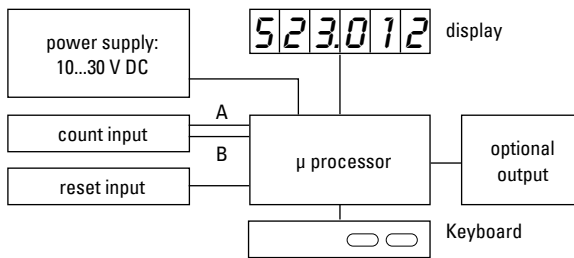 power supply:
10...30 V DC
523.012
display
A
count input
B
µ processor
optional
output
reset input
Keyboard